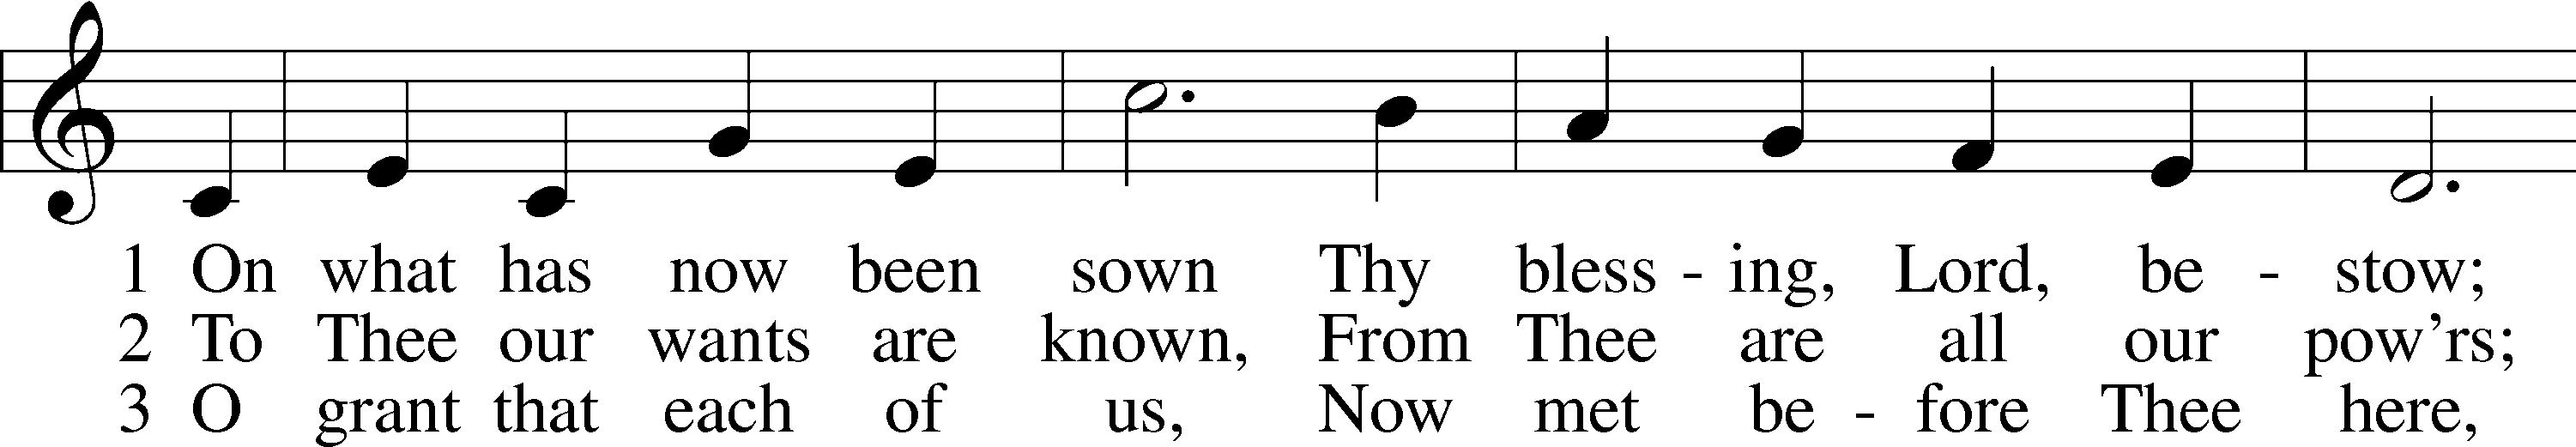 1 On what has now been sown Thy bless - ing, Lord, be - stow;
2 To Thee our wants are known, From Thee are all our pow'rs;
3 O grant that each of us, Now met be - fore Thee here,